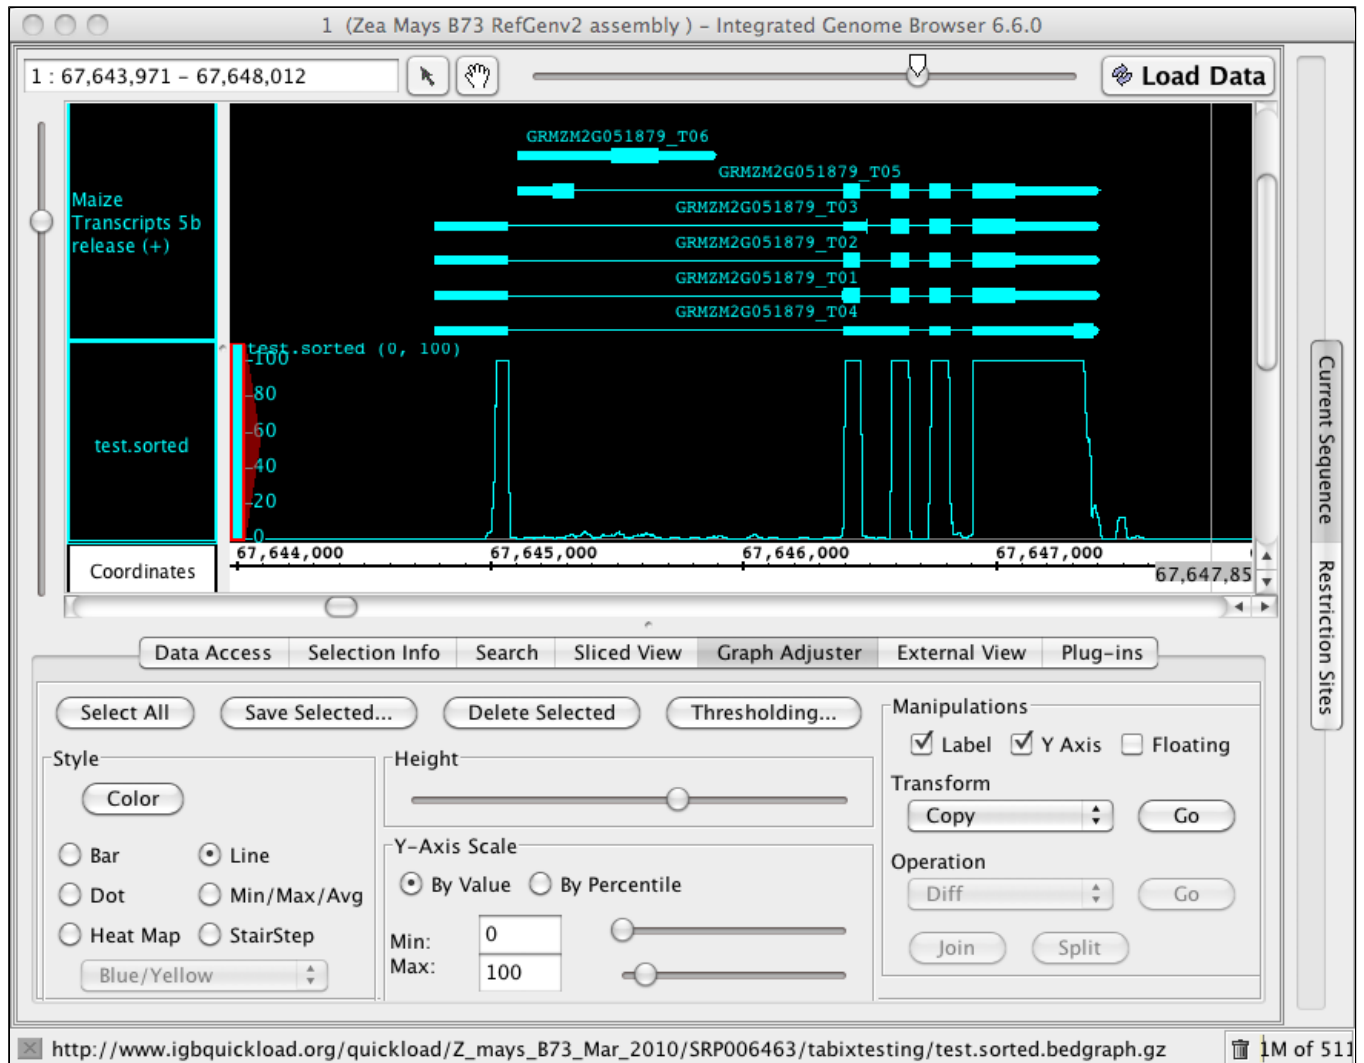 1 (Zea Mays B73 RefGenv2 assembly ) – Integrated Genome Browser 6.6.0
1 : 67,643,971 – 67,648,012
Load Data
GRMZM2G051879_T06
GRMZM2G051879_T05
Maize
Transcripts 5b
release (+)
GRMZM2G051879_T03
GRMZM2G051879_T02
GRMZM2G051879_T01
GRMZM2G051879_T04
test.sorted (0, 100)
100
80
60
40
20
0
test.sorted
Coordinates
67,644,000 67,645,000 67,646,000 67,647,000
67,647,85
Current Sequence
Restriction Sites
Data Access Selection Info Search Sliced View Graph Adjuster External View Plug-ins
Select All Save Selected... Delete Selected Thresholding...
Style
Color
Bar Line
Dot Min/Max/Avg
Heat Map StairStep
Blue/Yellow
Height
Y-Axis Scale
By Value By Percentile
Min: 0
Max: 100
Manipulations
Label Y Axis Floating
Transform
Copy Go
Operation
Diff Go
Join Split
http://www.igbquickload.org/quickload/Z_mays_B73_Mar_2010/SRP006463/tabixtesting/test.sorted.bedgraph.gz
1M of 511